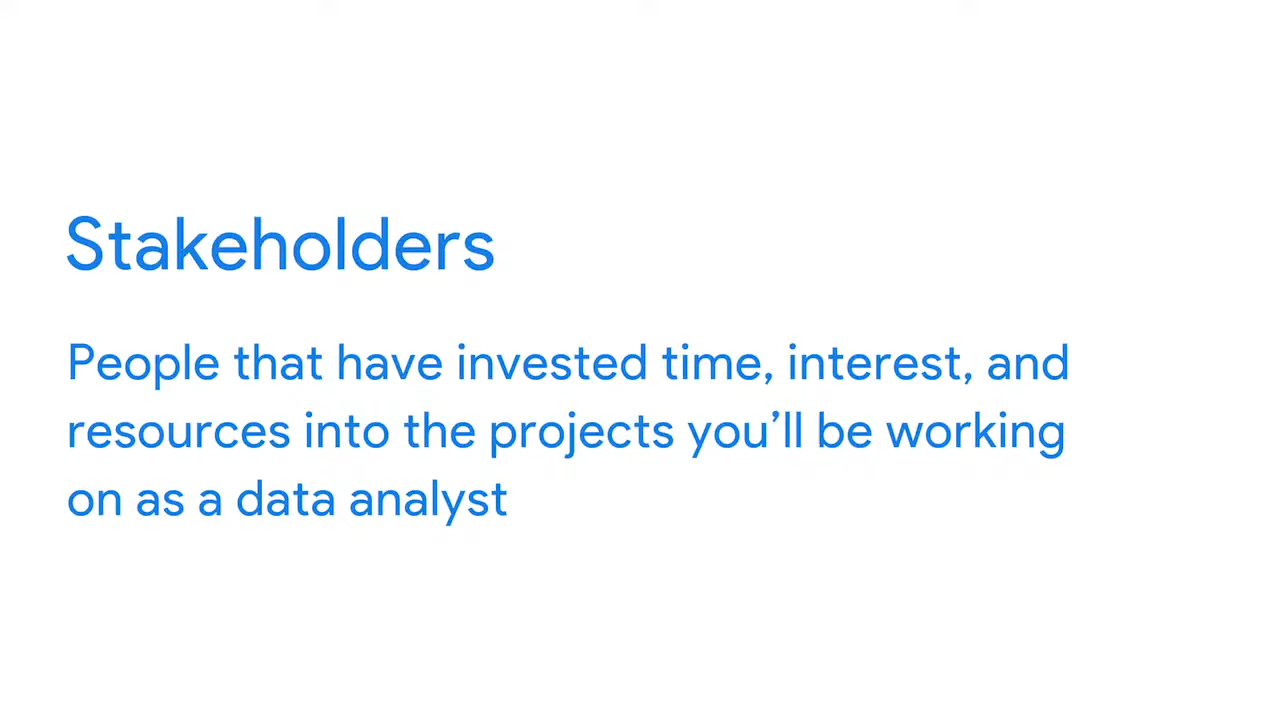 Stakeholders
People that have invested time, interest, and
resources into the projects you’ll be working
on as a data analyst